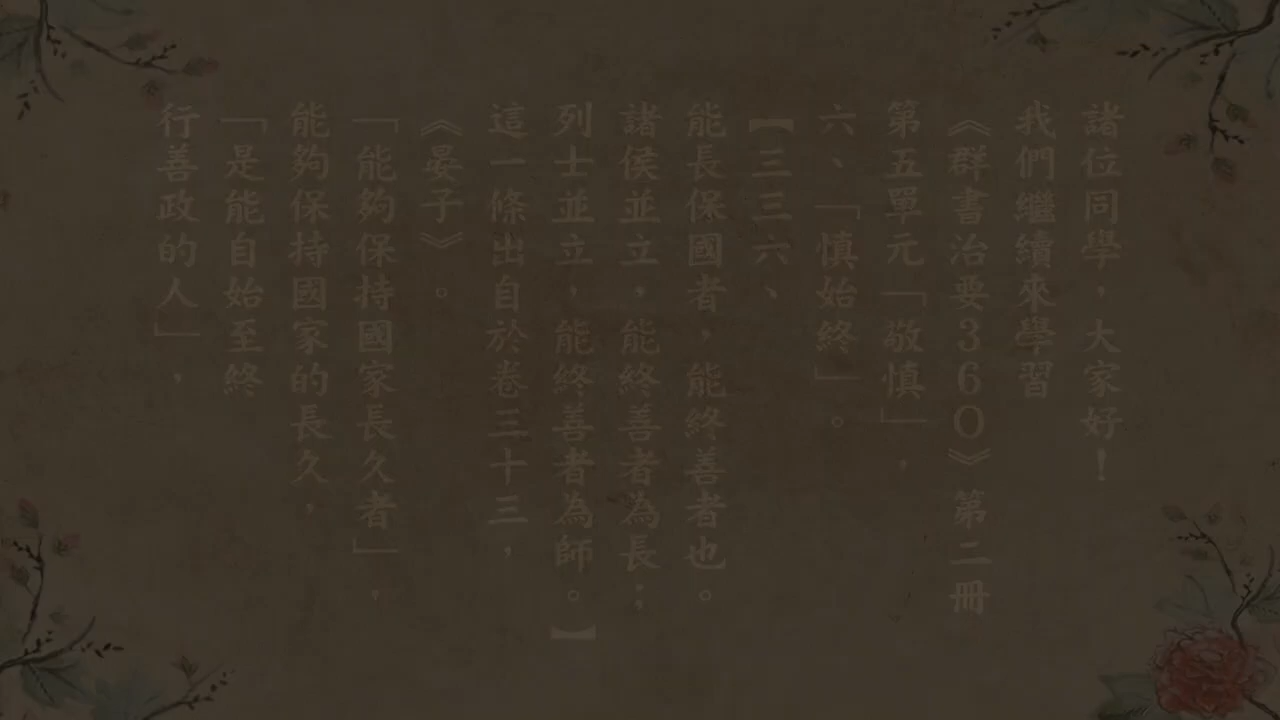 諸位同學，大家好！
我們繼續來學習
《群書治要３６０》第二冊
第五單元「敬慎」，
六、「慎始終」。
【三三六、
能長保國者，能終善者也。
諸侯並立，能終善者為長；
列士並立，能終善者為師。】
這一條出自於卷三十三，
《晏子》。
「能夠保持國家長久者」，
能夠保持國家的長久，
「是能自始至終
行善政的人」，